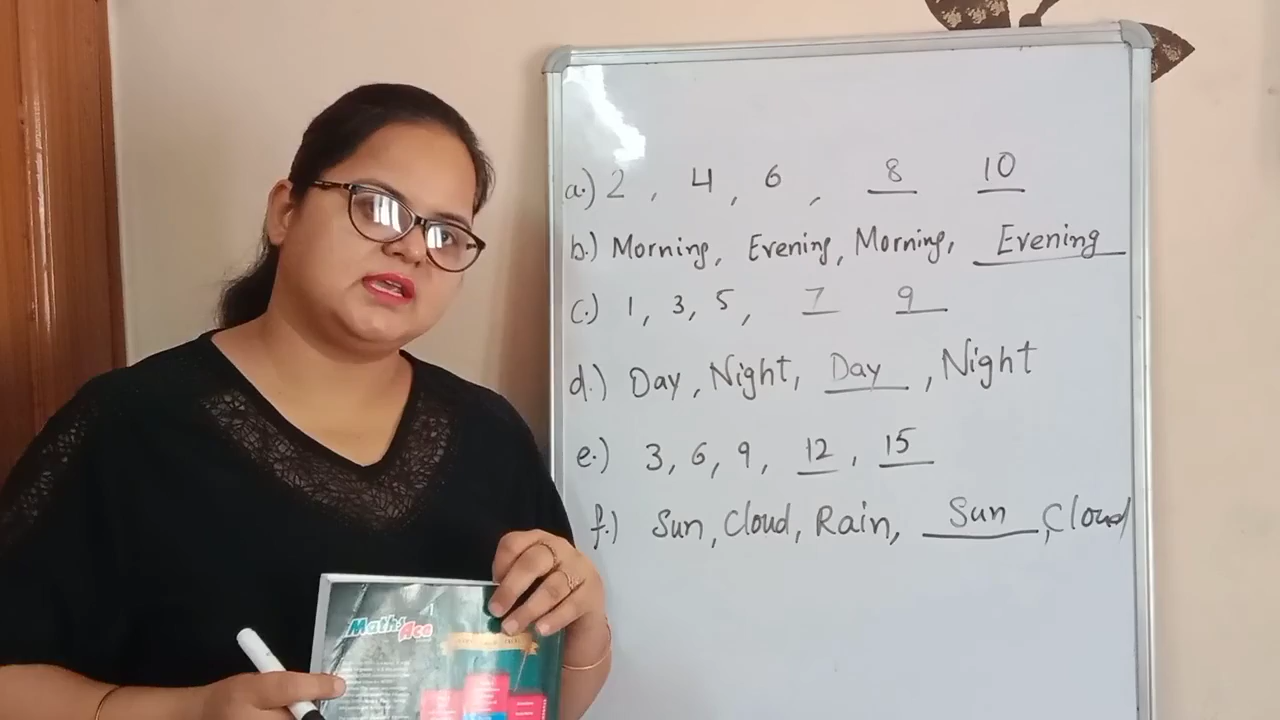 a.) 2 , 4 , 6 , 8 10
b.) Morning, Evening, Morning, Evening
c.) 1, 3, 5, 7 9
d.) Day, Night, Day , Night
e.) 3, 6, 9, 12 , 15
f.) Sun, Cloud, Rain, Sun , Cloud
Maths Ace